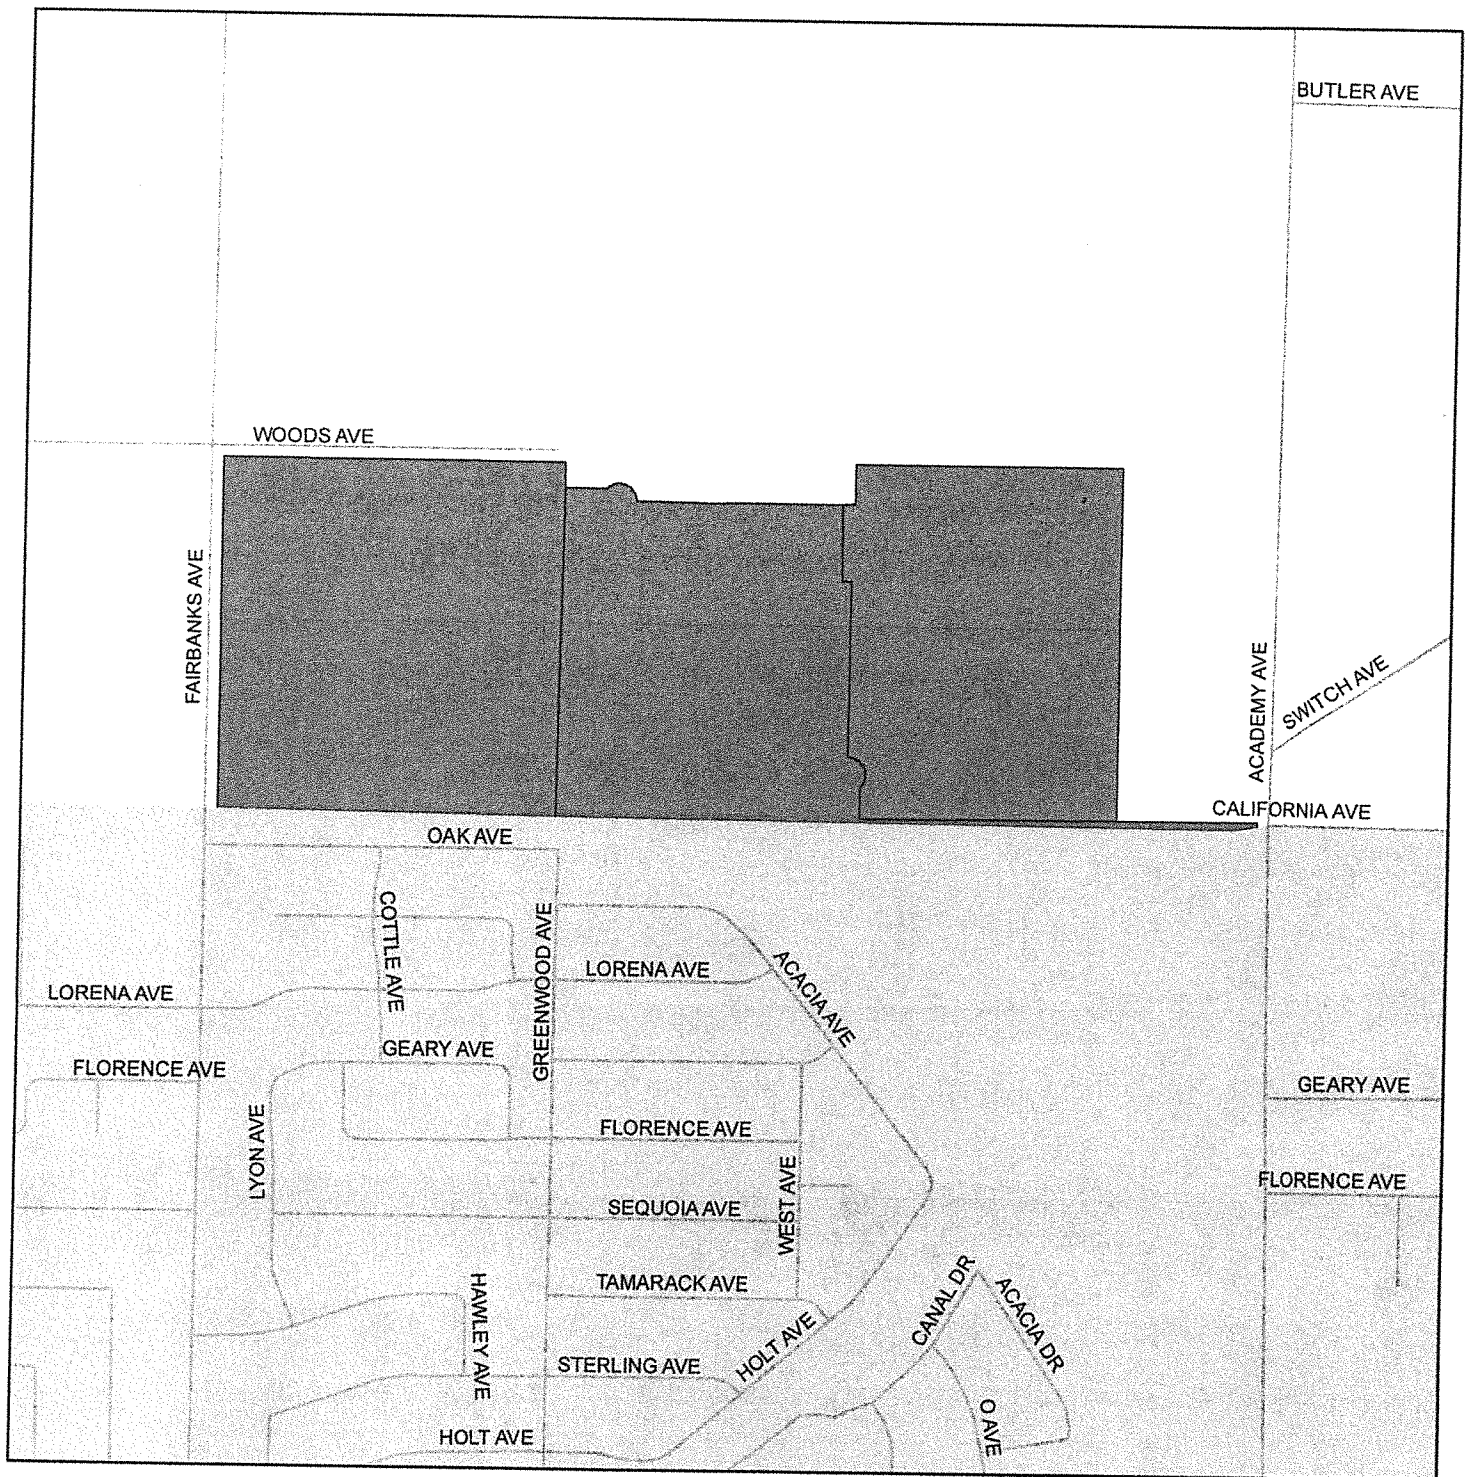 BUTLER AVE
WOODS AVE
FAIRBANKS AVE
ACADEMY AVE
SWITCH AVE
CALIFORNIA AVE
OAK AVE
COTTLE AVE
GREENWOOD AVE
LORENA AVE
ACACIA AVE
LORENA AVE
GEARY AVE
FLORENCE AVE
GEARY AVE
LYON AVE
FLORENCE AVE
WEST AVE
FLORENCE AVE
SEQUOIA AVE
HAWLEY AVE
TAMARACK AVE
CANAL DR
ACACIA DR
HOLT AVE
STERLING AVE
O AVE
HOLT AVE